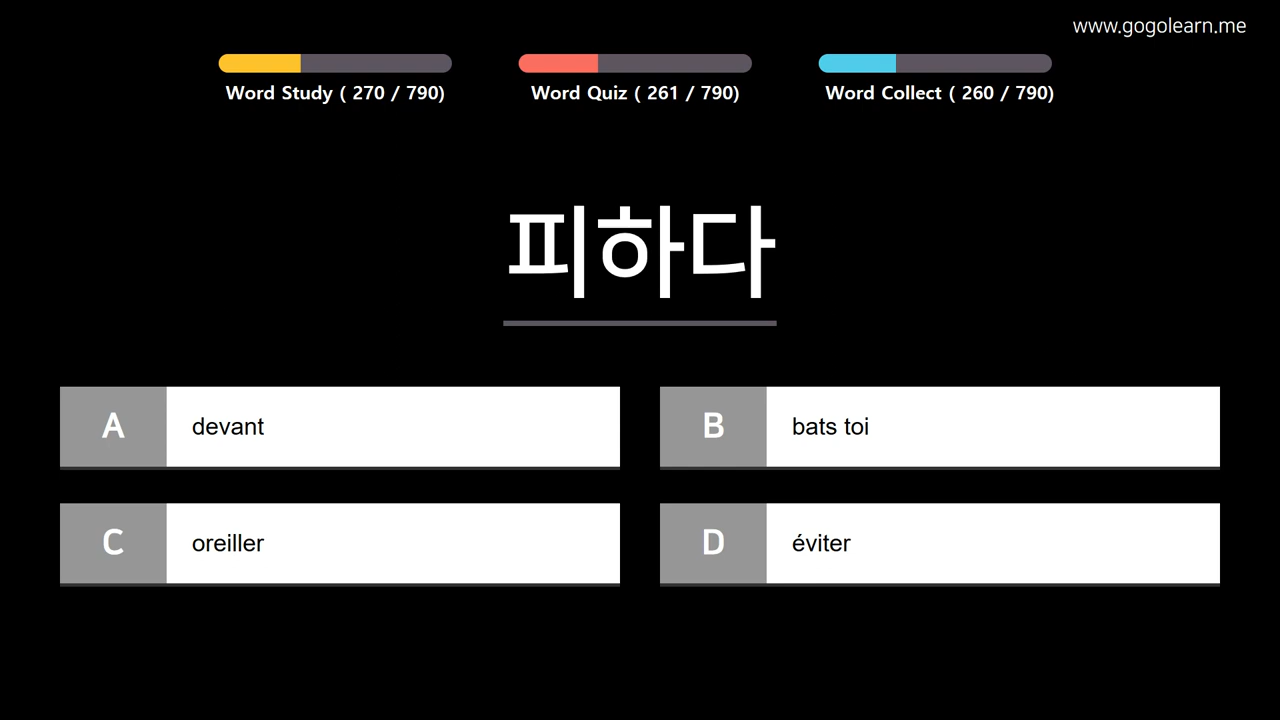 www.gogolearn.me
Word Study ( 270 / 790)
Word Quiz ( 261 / 790)
Word Collect ( 260 / 790)
피하다
A devant
B bats toi
C oreiller
D éviter